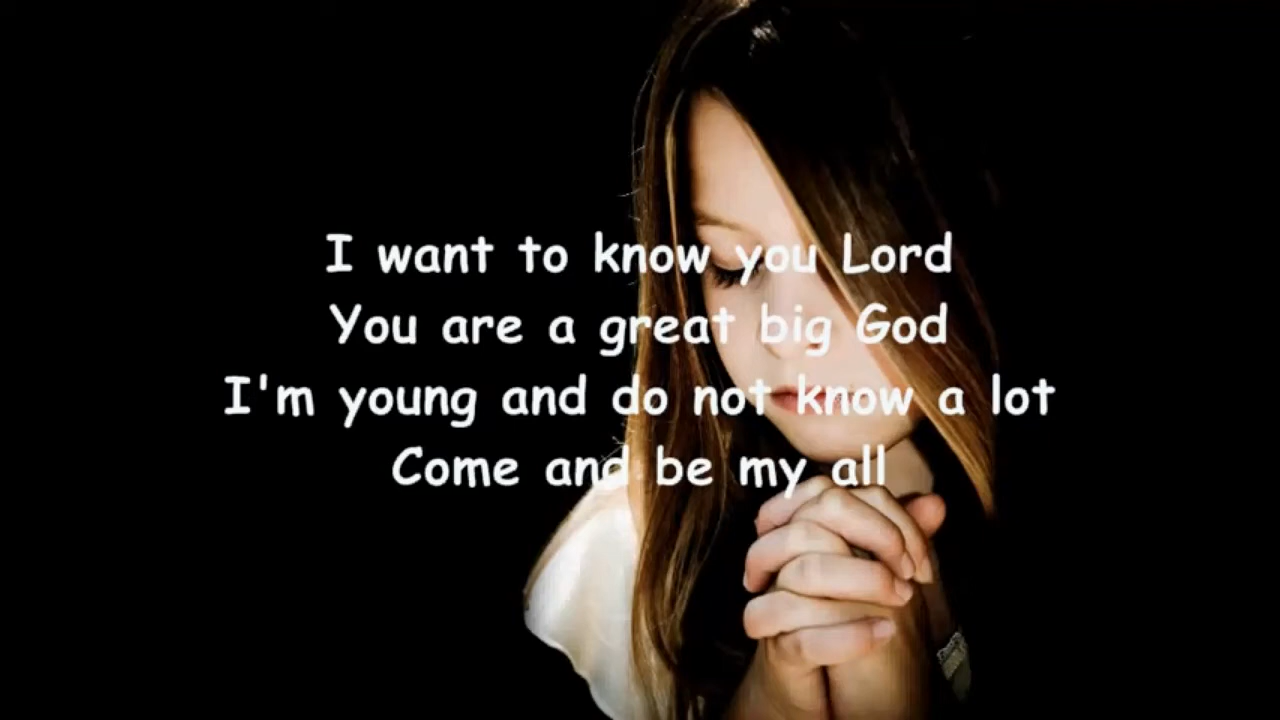 I want to know you Lord
You are a great big God
I'm young and do not know a lot
Come and be my all